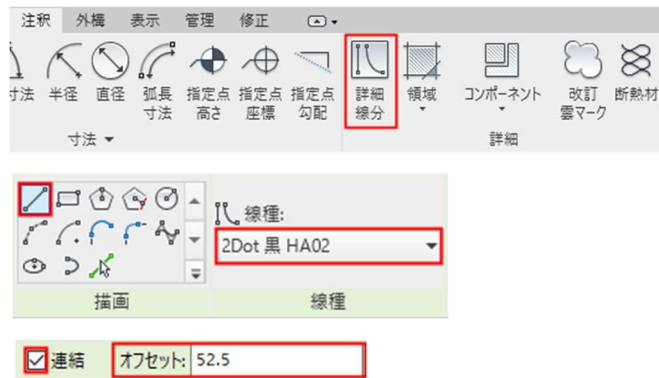 注釈 外構 表示 管理 修正
寸法 半径 直径 弧長寸法 指定点高さ 指定点座標 指定点勾配 詳細線分 領域 コンポーネント 改訂雲マーク 断熱材
寸法 詳細
線種:
2Dot 黒 HA02
描画 線種
連結 オフセット: 52.5